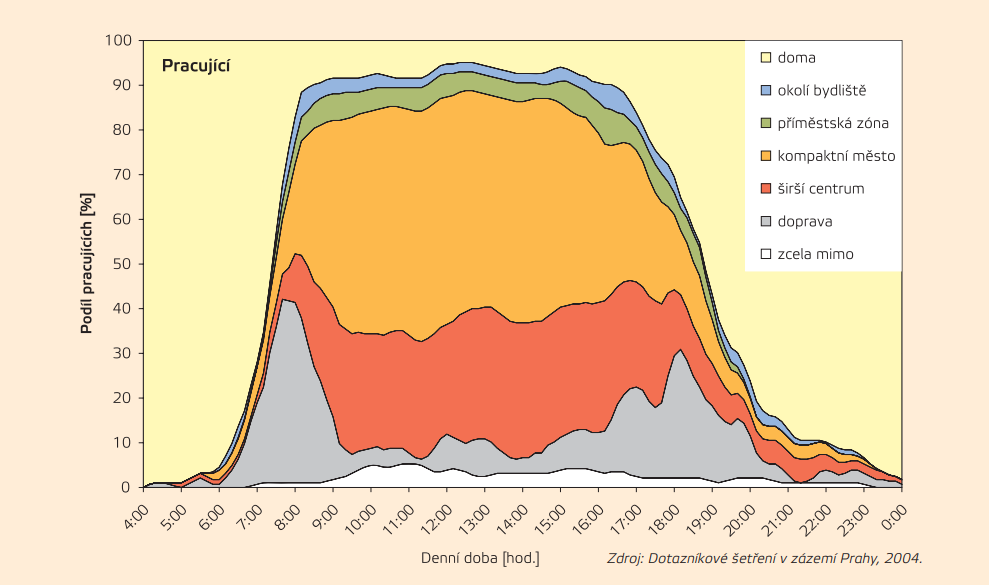 Pracující
Podíl pracujících [%]
100
90
80
70
60
50
40
30
20
10
0
doma
okolí bydliště
příměstská zóna
kompaktní město
širší centrum
doprava
zcela mimo
4:00 5:00 6:00 7:00 8:00 9:00 10:00 11:00 12:00 13:00 14:00 15:00 16:00 17:00 18:00 19:00 20:00 21:00 22:00 23:00 0:00
Denní doba [hod.]
Zdroj: Dotazníkové šetření v zázemí Prahy, 2004.